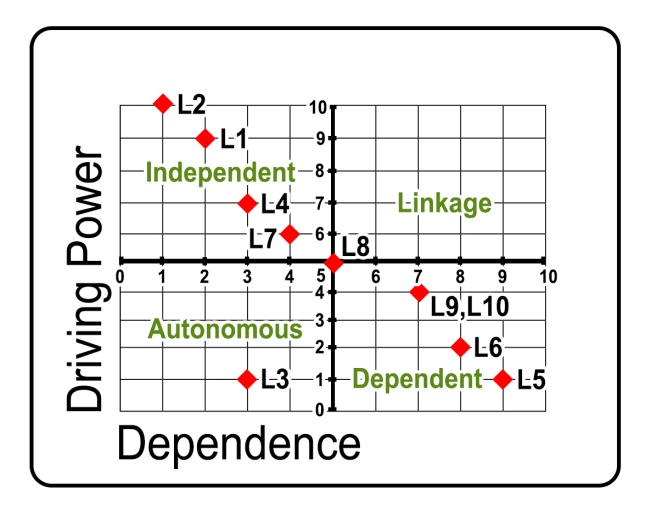 10 L2
9 L1
Independent 8
7 L4 Linkage
L7 6
L8
0 1 2 3 4 5 6 7 8 9 10
4
L9,L10
Autonomous 3
2 L6
L3 1 Dependent L5
0
Driving Power
Dependence